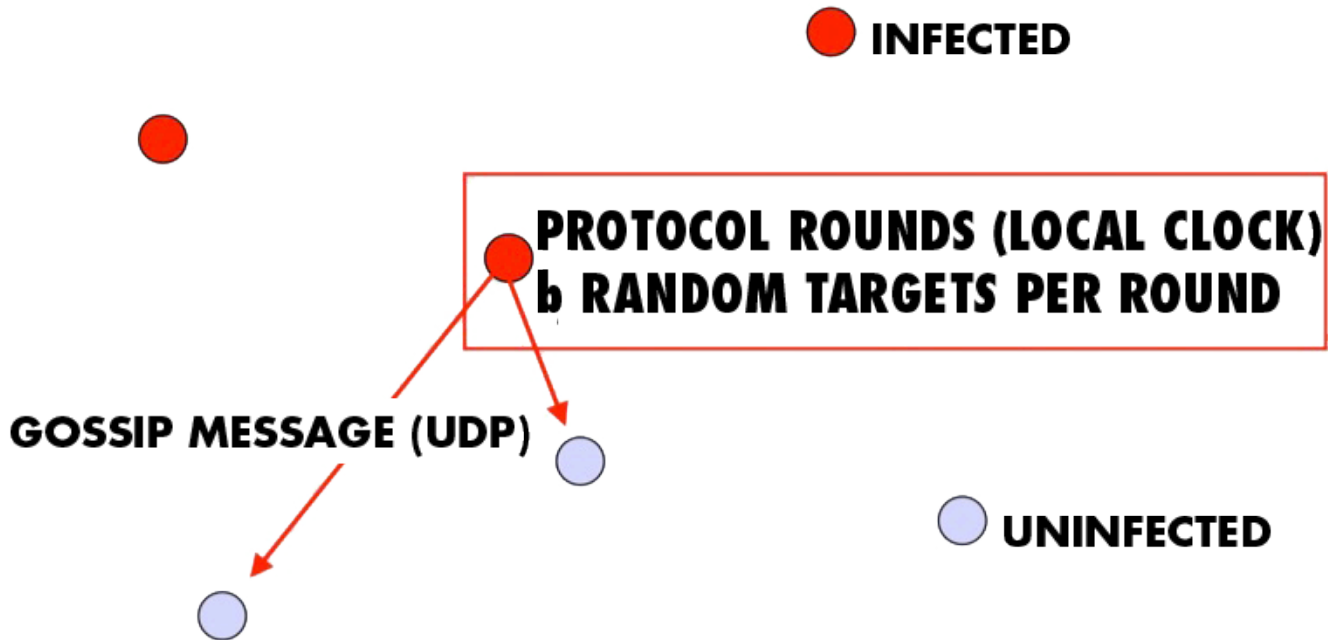 INFECTED
PROTOCOL ROUNDS (LOCAL CLOCK)
b RANDOM TARGETS PER ROUND
GOSSIP MESSAGE (UDP)
UNINFECTED